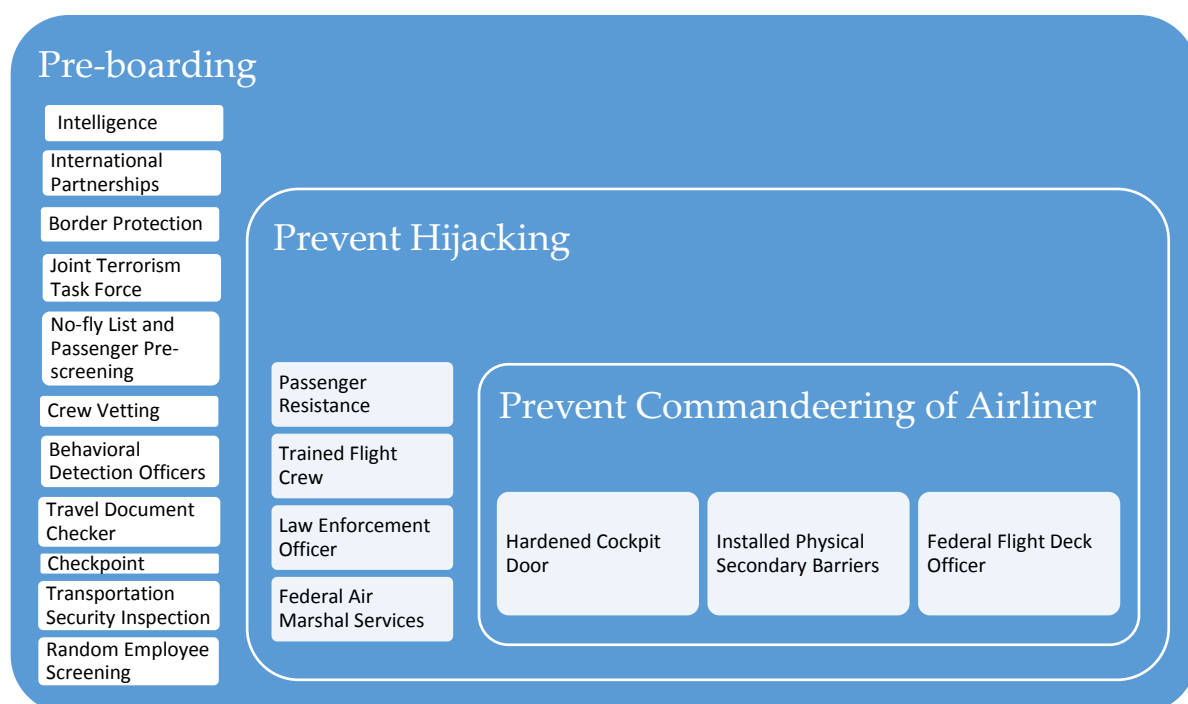 Pre-boarding
Intelligence
International
Partnerships
Border Protection
Joint Terrorism
Task Force
No-fly List and
Passenger Pre-
screening
Crew Vetting
Behavioral
Detection Officers
Travel Document
Checker
Checkpoint
Transportation
Security Inspection
Random Employee
Screening
Prevent Hijacking
Passenger
Resistance
Trained Flight
Crew
Law Enforcement
Officer
Federal Air
Marshal Services
Prevent Commandeering of Airliner
Hardened Cockpit
Door
Installed Physical
Secondary Barriers
Federal Flight Deck
Officer